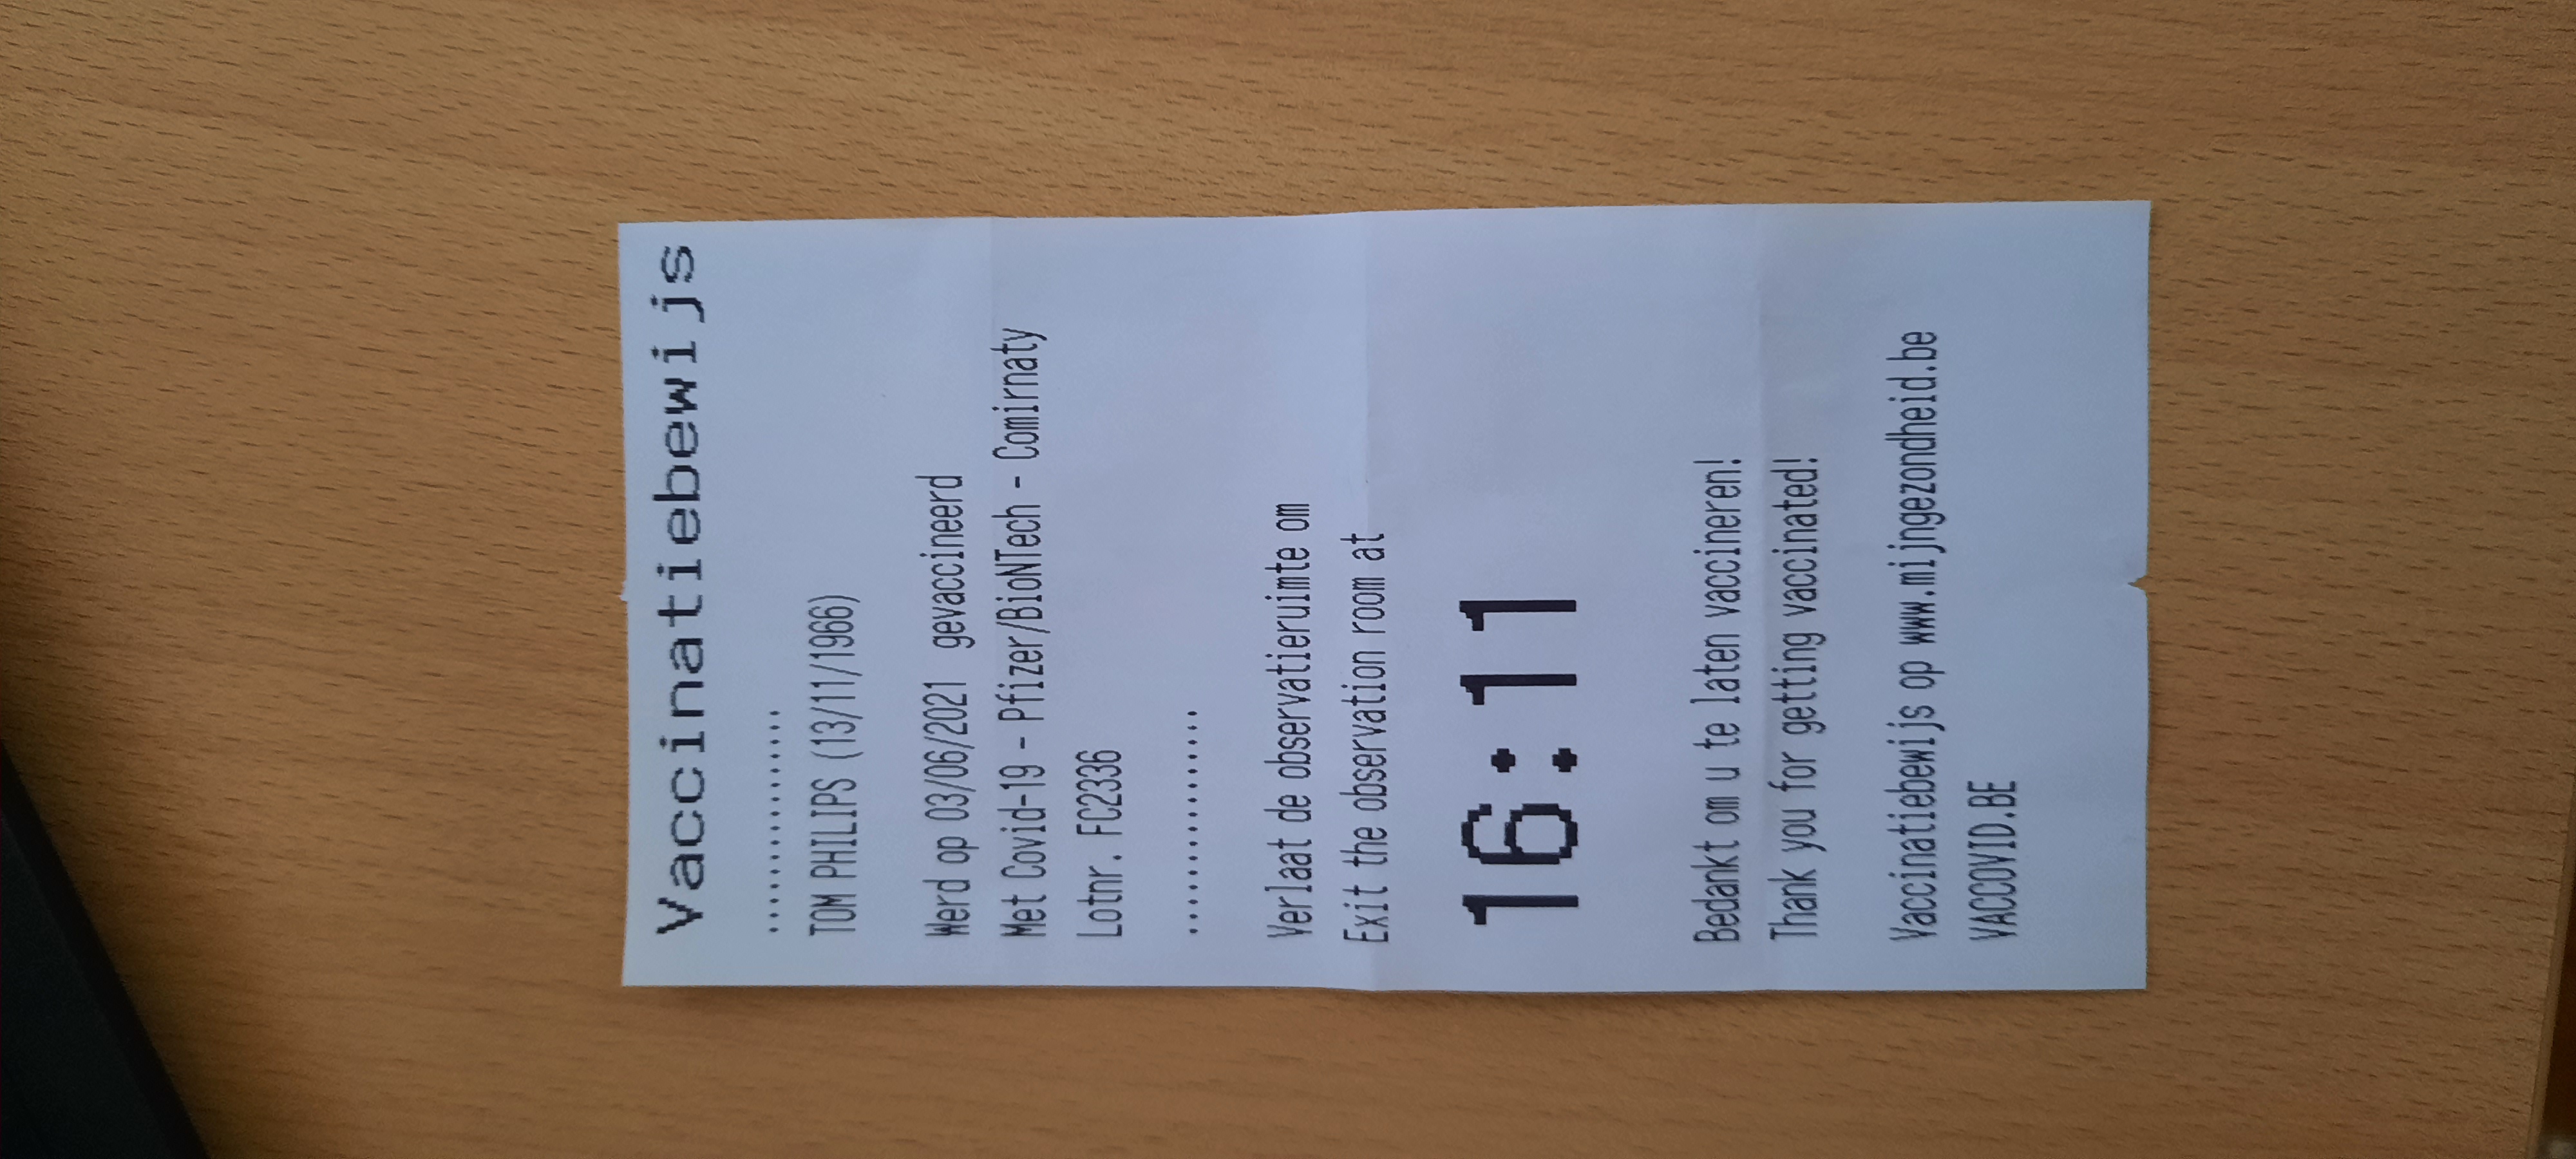 Vaccinatiebewijs
................
TOM PHILIPS (13/11/1966)
Werd op 03/06/2021 gevaccineerd
Met Covid-19 - Pfizer/BioNTech - Comirnaty
Lotnr. FC2336
................
Verlaat de observatieruimte om
Exit the observation room at
16:11
Bedankt om u te laten vaccineren!
Thank you for getting vaccinated!
Vaccinatiebewijs op www.mijngezondheid.be
VACCOVID.BE